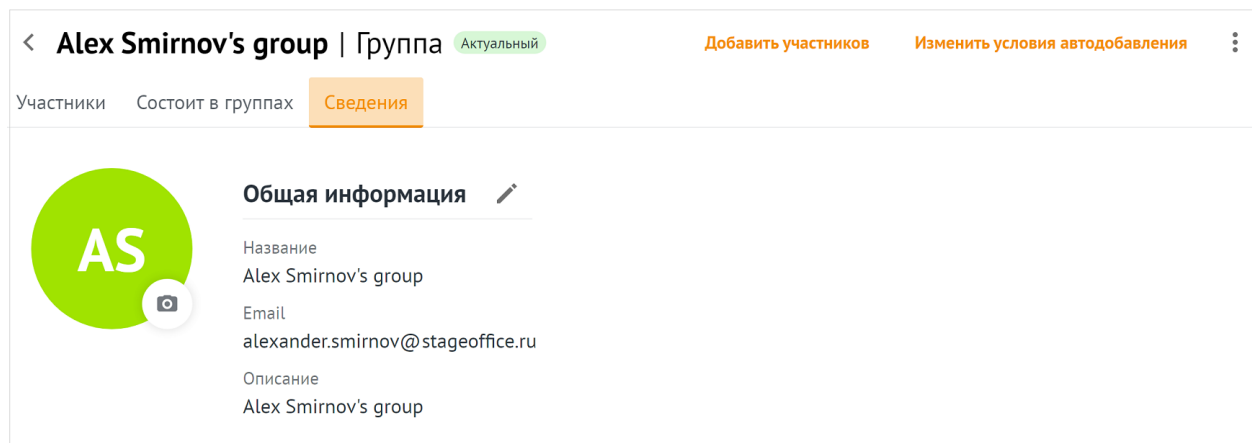 Alex Smirnov's group | Группа Актуальный Добавить участников Изменить условия автодобавления
Участники Состоит в группах Сведения
AS
Общая информация
Название
Alex Smirnov's group
Email
alexander.smirnov@stageoffice.ru
Описание
Alex Smirnov's group